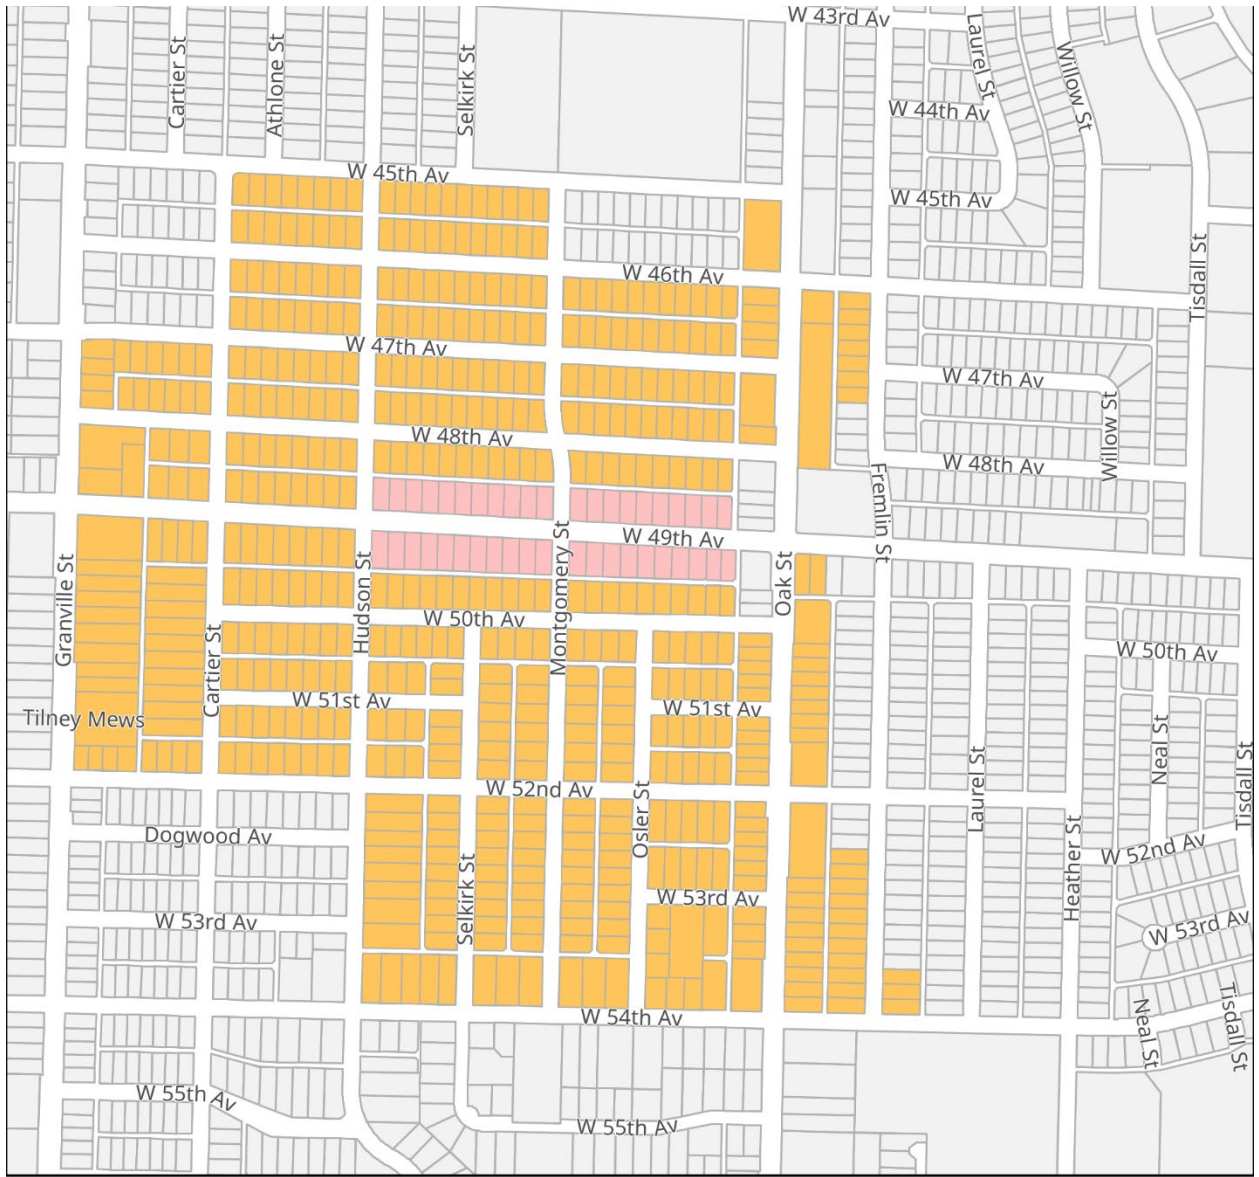 W 43rd Av
Cartier St
Athlone St
Selkirk St
Laurel St
Willow St
W 44th Av
W 45th Av
W 45th Av
Tisdall St
W 46th Av
W 47th Av
W 47th Av
Willow St
W 48th Av
W 48th Av
Fremlin St
W 49th Av
Granville St
Hudson St
Montgomery St
Oak St
W 50th Av
Cartier St
W 50th Av
W 51st Av
W 51st Av
Tilney Mews
Neal St
Laurel St
Tisdall St
W 52nd Av
Osler St
Dogwood Av
Heather St
W 52nd Av
Selkirk St
W 53rd Av
W 53rd Av
W 53rd Av
W 54th Av
Neal St
Tisdall St
W 55th Av
W 55th Av